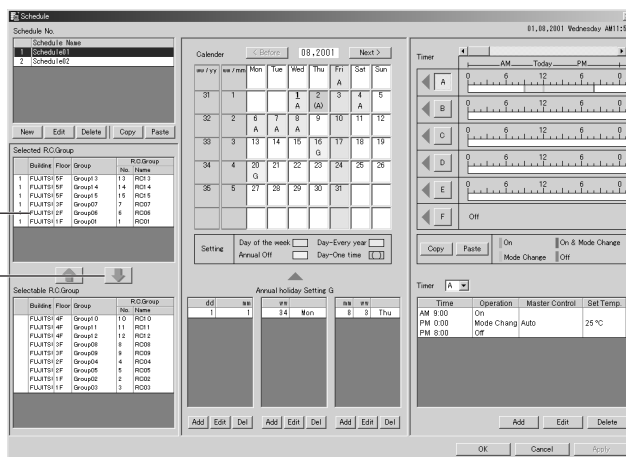 Schedule
01,08,2001 Wednesday AM11:5
Schedule No.
Schedule Name
1 Schedule01
2 Schedule02
New Edit Delete Copy Paste
Selected R.C.Group
Building Floor Group R.C.Group
No. Name
1 FUJITS 5F Group13 13 RC13
1 FUJITS 5F Group14 14 RC14
1 FUJITS 5F Group15 15 RC15
1 FUJITS 3F Group07 7 RC07
1 FUJITS 2F Group06 6 RC06
1 FUJITS 1F Group01 1 RC01
Selectable R.C.Group
Building Floor Group R.C.Group
No. Name
FUJITS 4F Group10 10 RC10
FUJITS 4F Group11 11 RC11
FUJITS 4F Group12 12 RC12
FUJITS 3F Group08 8 RC08
FUJITS 3F Group09 9 RC09
FUJITS 2F Group04 4 RC04
FUJITS 2F Group05 5 RC05
FUJITS 1F Group02 2 RC02
FUJITS 1F Group03 3 RC03
Calender < Before 08,2001 Next >
ww/yy ww/mm Mon Tue Wed Thu Fri Sat Sun
A
31 1 1 2 3 4 5
A (A) A
32 2 6 7 8 9 10 11 12
A A A
33 3 13 14 15 16 17 18 19
G
34 4 20 21 22 23 24 25 26
G
35 5 27 28 29 30 31
Setting Day of the week Day-Every year
Annual Off Day-One time ( )
Annual holiday Setting G
dd mm
1 1
ww
34 Mon
mm ww
8 3 Thu
Add Edit Del Add Edit Del Add Edit Del
Timer AM Today PM
A 0 6 12 6 0
B 0 6 12 6 0
C 0 6 12 6 0
D 0 6 12 6 0
E 0 6 12 6 0
F Off
Copy Paste On On & Mode Change
Mode Change Off
Timer A
Time Operation Master Control Set Temp.
AM 9:00 On
PM 0:00 Mode Chang Auto 25 °C
PM 8:00 Off
Add Edit Delete
OK Cancel Apply